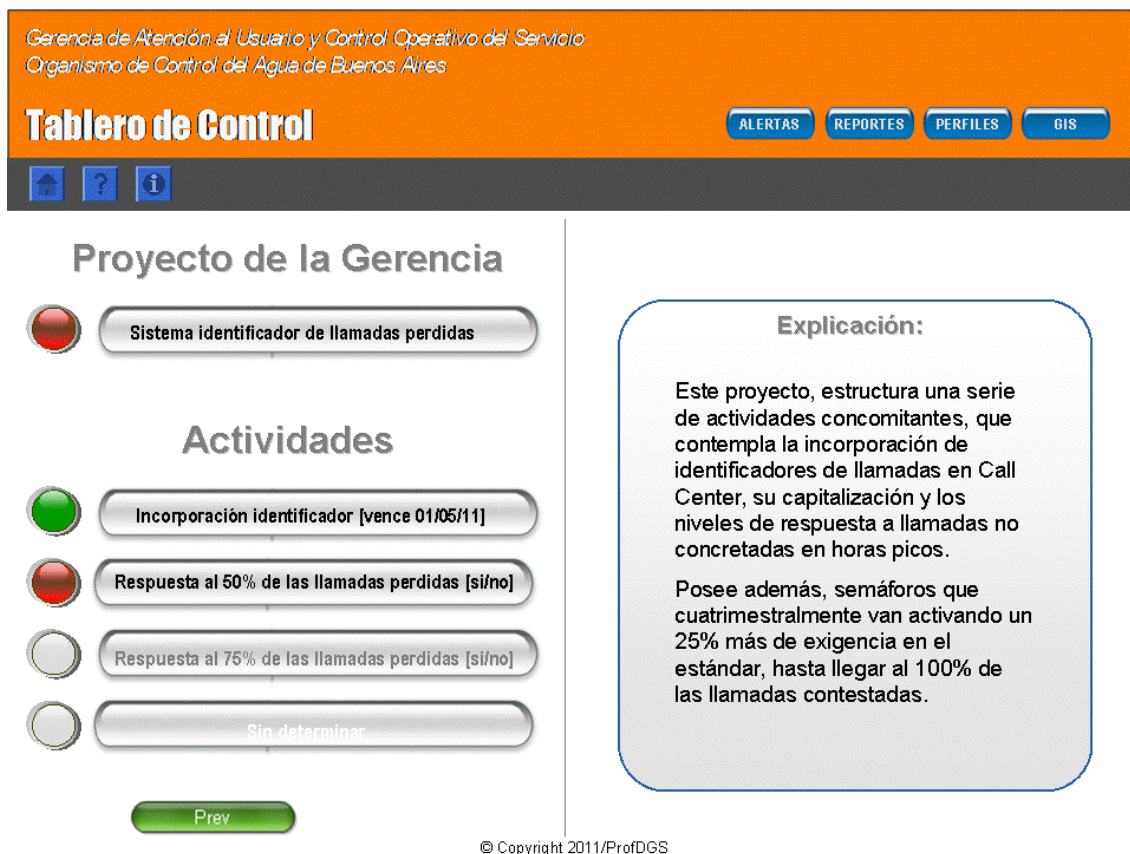 Gerencia de Atención al Usuario y Control Operativo del Servicio
Organismo de Control del Agua de Buenos Aires
Tablero de Control
ALERTAS
REPORTES
PERFILES
GIS
Proyecto de la Gerencia
Sistema identificador de llamadas perdidas
Actividades
Incorporación identificador [vence 01/05/11]
Respuesta al 50% de las llamadas perdidas [si/no]
Respuesta al 75% de las llamadas perdidas [si/no]
Sin determinar
Prev
Explicación:
Este proyecto, estructura una serie
de actividades concomitantes, que
contempla la incorporación de
identificadores de llamadas en Call
Center, su capitalización y los
niveles de respuesta a llamadas no
concretadas en horas picos.
Posee además, semáforos que
cuatrimestralmente van activando un
25% más de exigencia en el
estándar, hasta llegar al 100% de
las llamadas contestadas.
© Copyright 2011/ProfDGS